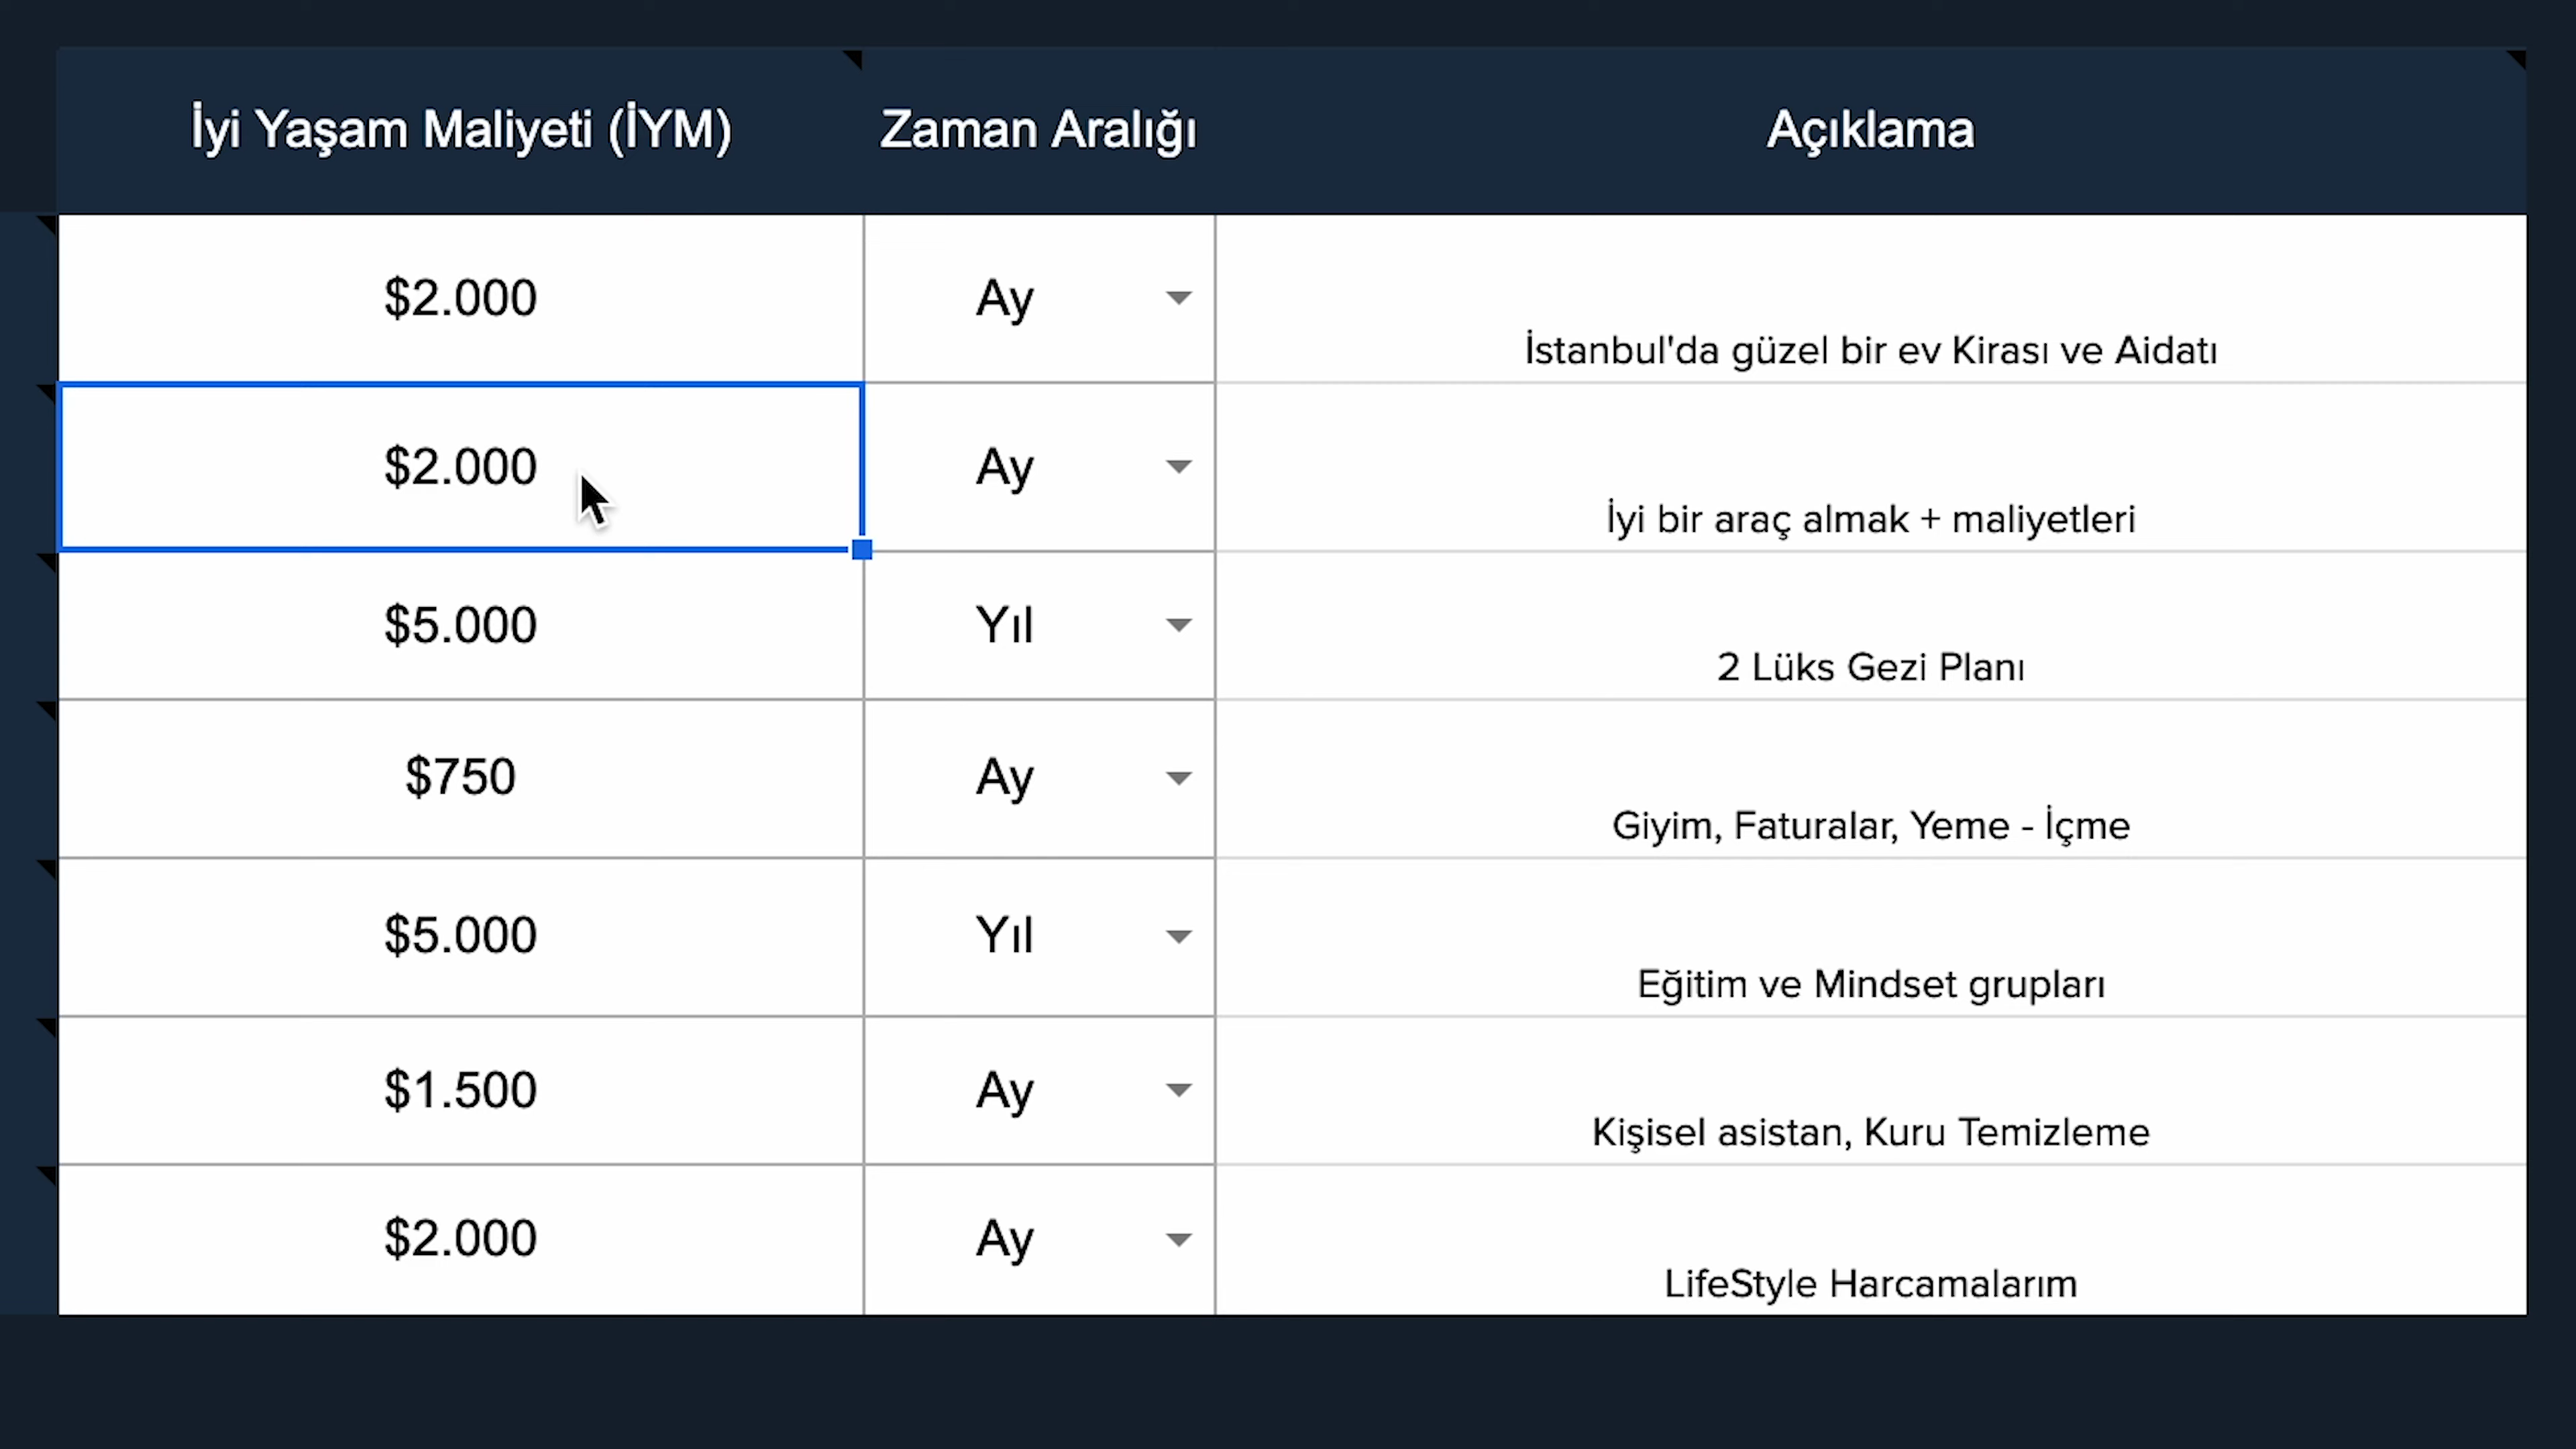 İyi Yaşam Maliyeti (İYM) Zaman Aralığı Açıklama
$2.000 Ay İstanbul'da güzel bir ev Kirası ve Aidatı
$2.000 Ay İyi bir araç almak + maliyetleri
$5.000 Yıl 2 Lüks Gezi Planı
$750 Ay Giyim, Faturalar, Yeme - İçme
$5.000 Yıl Eğitim ve Mindset grupları
$1.500 Ay Kişisel asistan, Kuru Temizleme
$2.000 Ay LifeStyle Harcamalarım